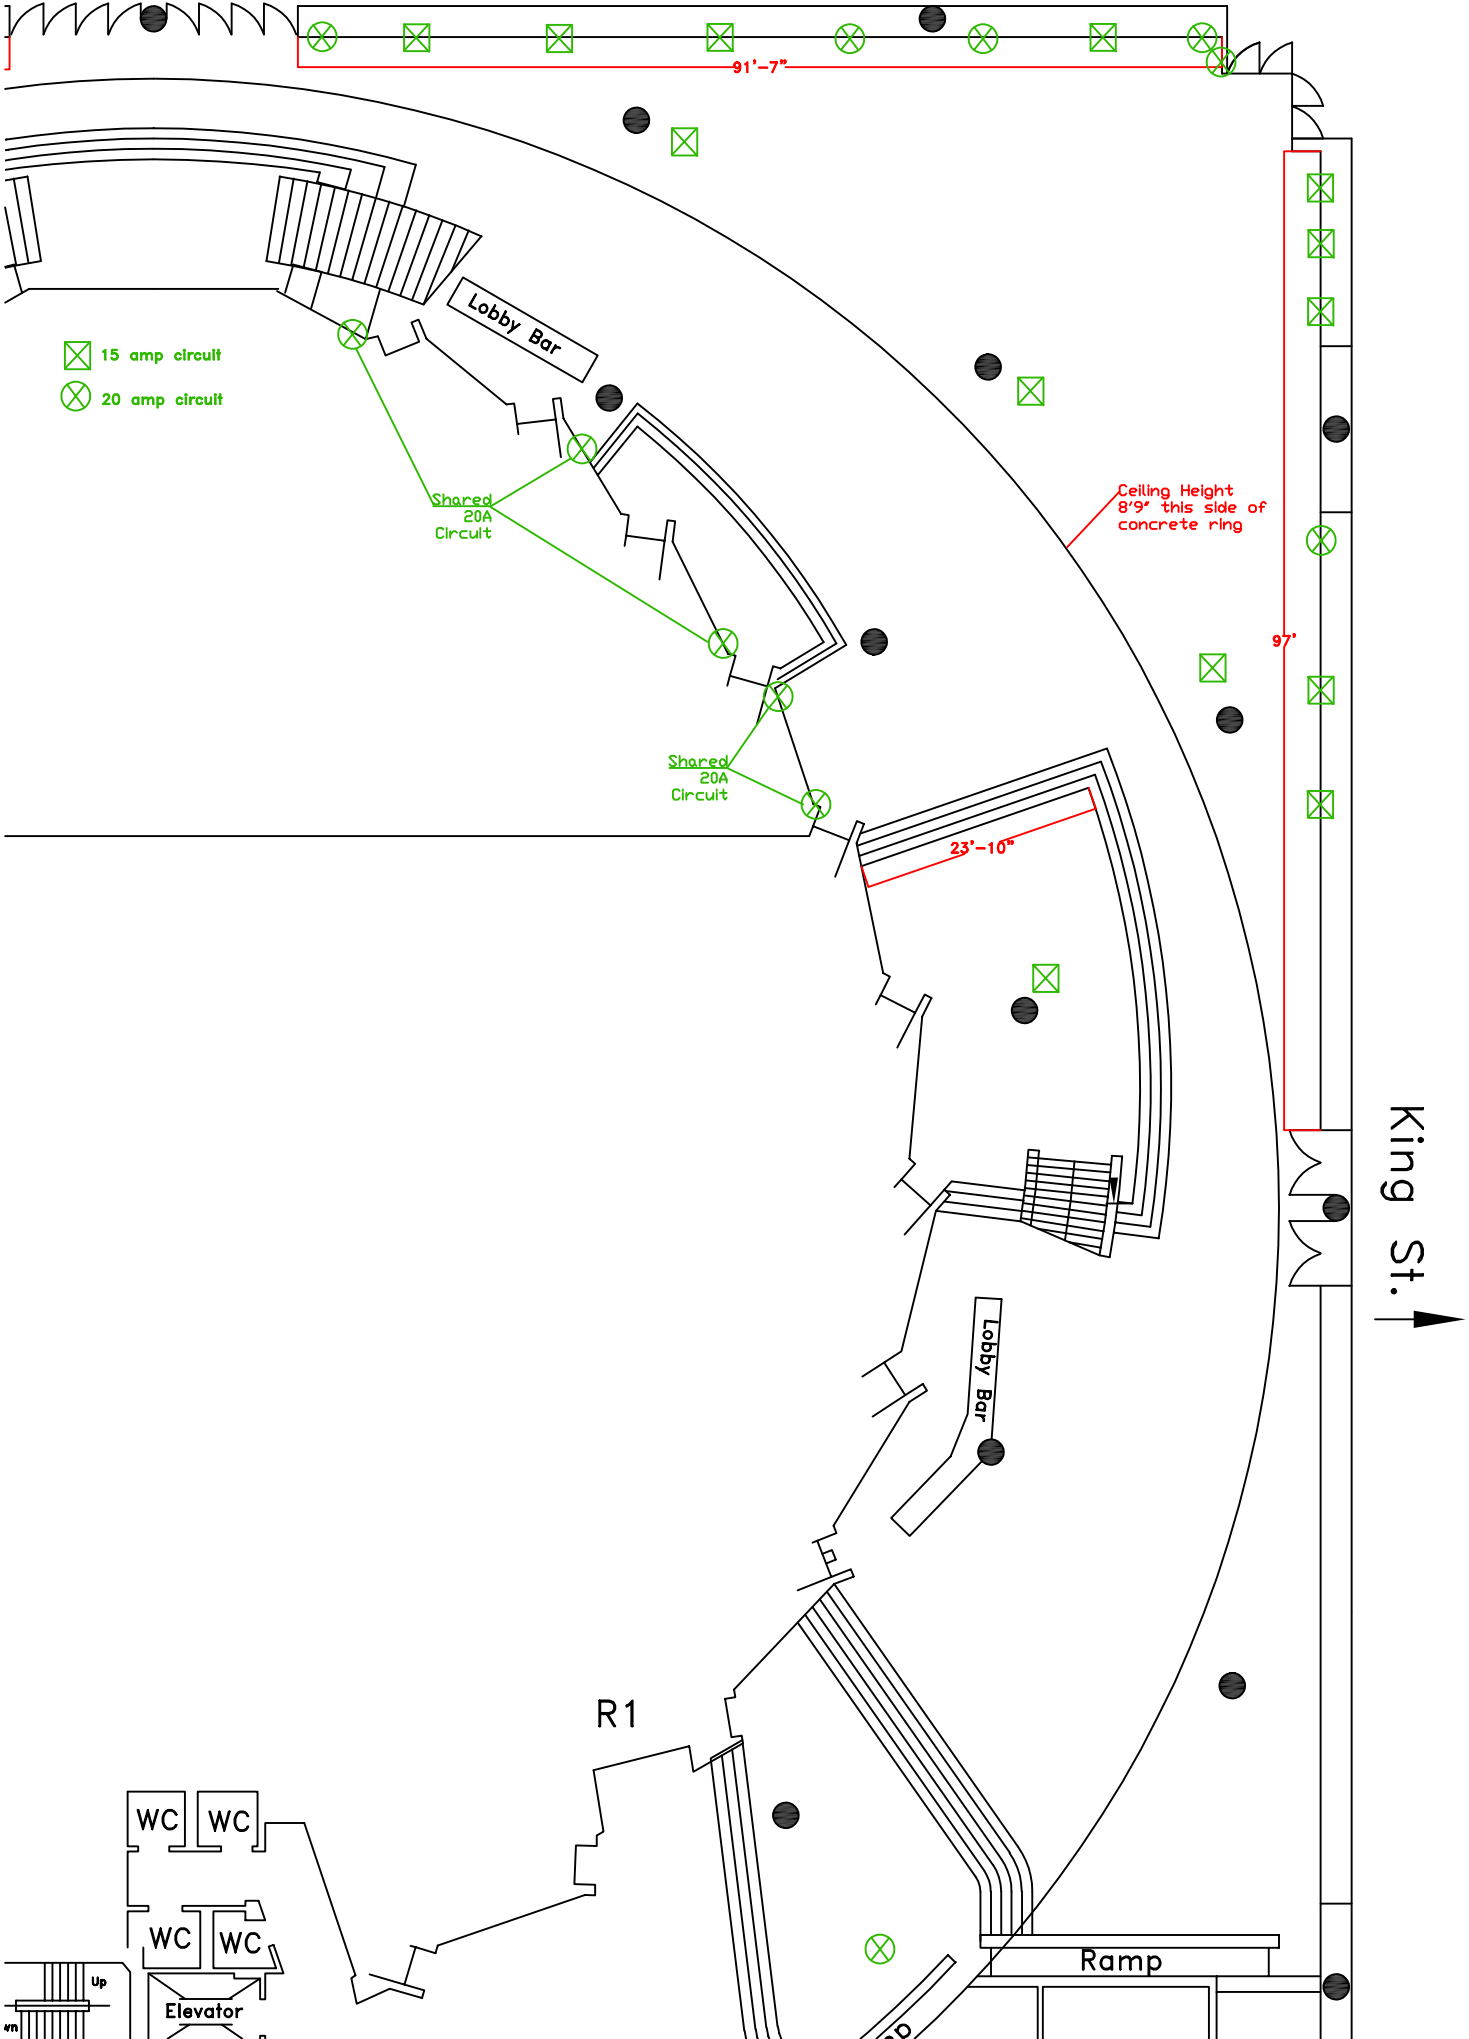 91'-7"
Lobby Bar
15 amp circuit
20 amp circuit
Shared
20A
Circuit
Ceiling Height
8'9" this side of
concrete ring
97'
Shared
20A
Circuit
23'-10"
King St.
Lobby Bar
R1
WC
WC
WC
WC
Ramp
Up
Elevator